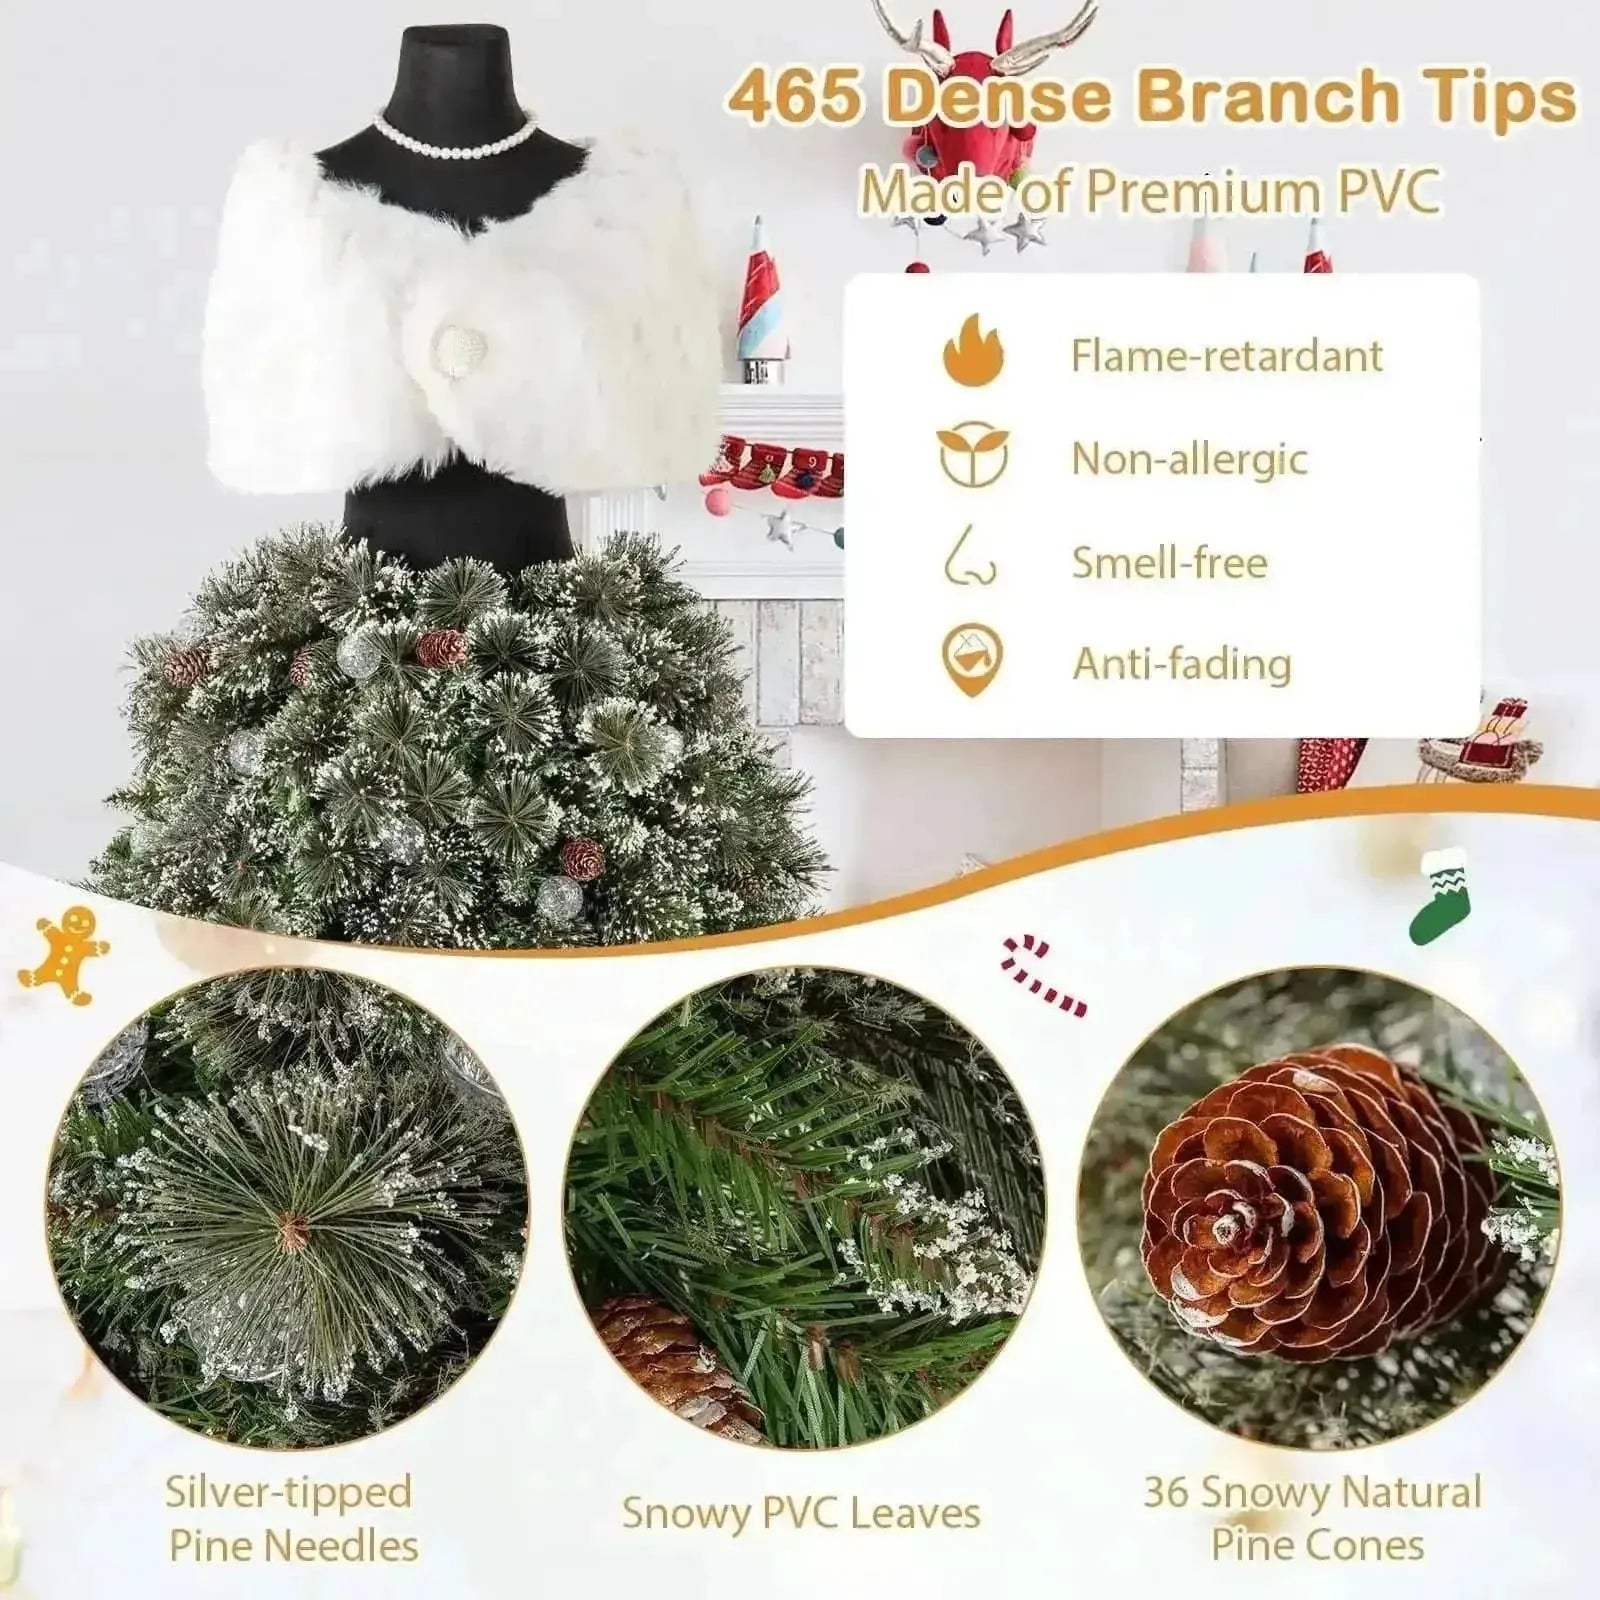 465 Dense Branch Tips
Made of Premium PVC
Flame-retardant
Non-allergic
Smell-free
Anti-fading
Silver-tipped
Pine Needles
Snowy PVC Leaves
36 Snowy Natural
Pine Cones